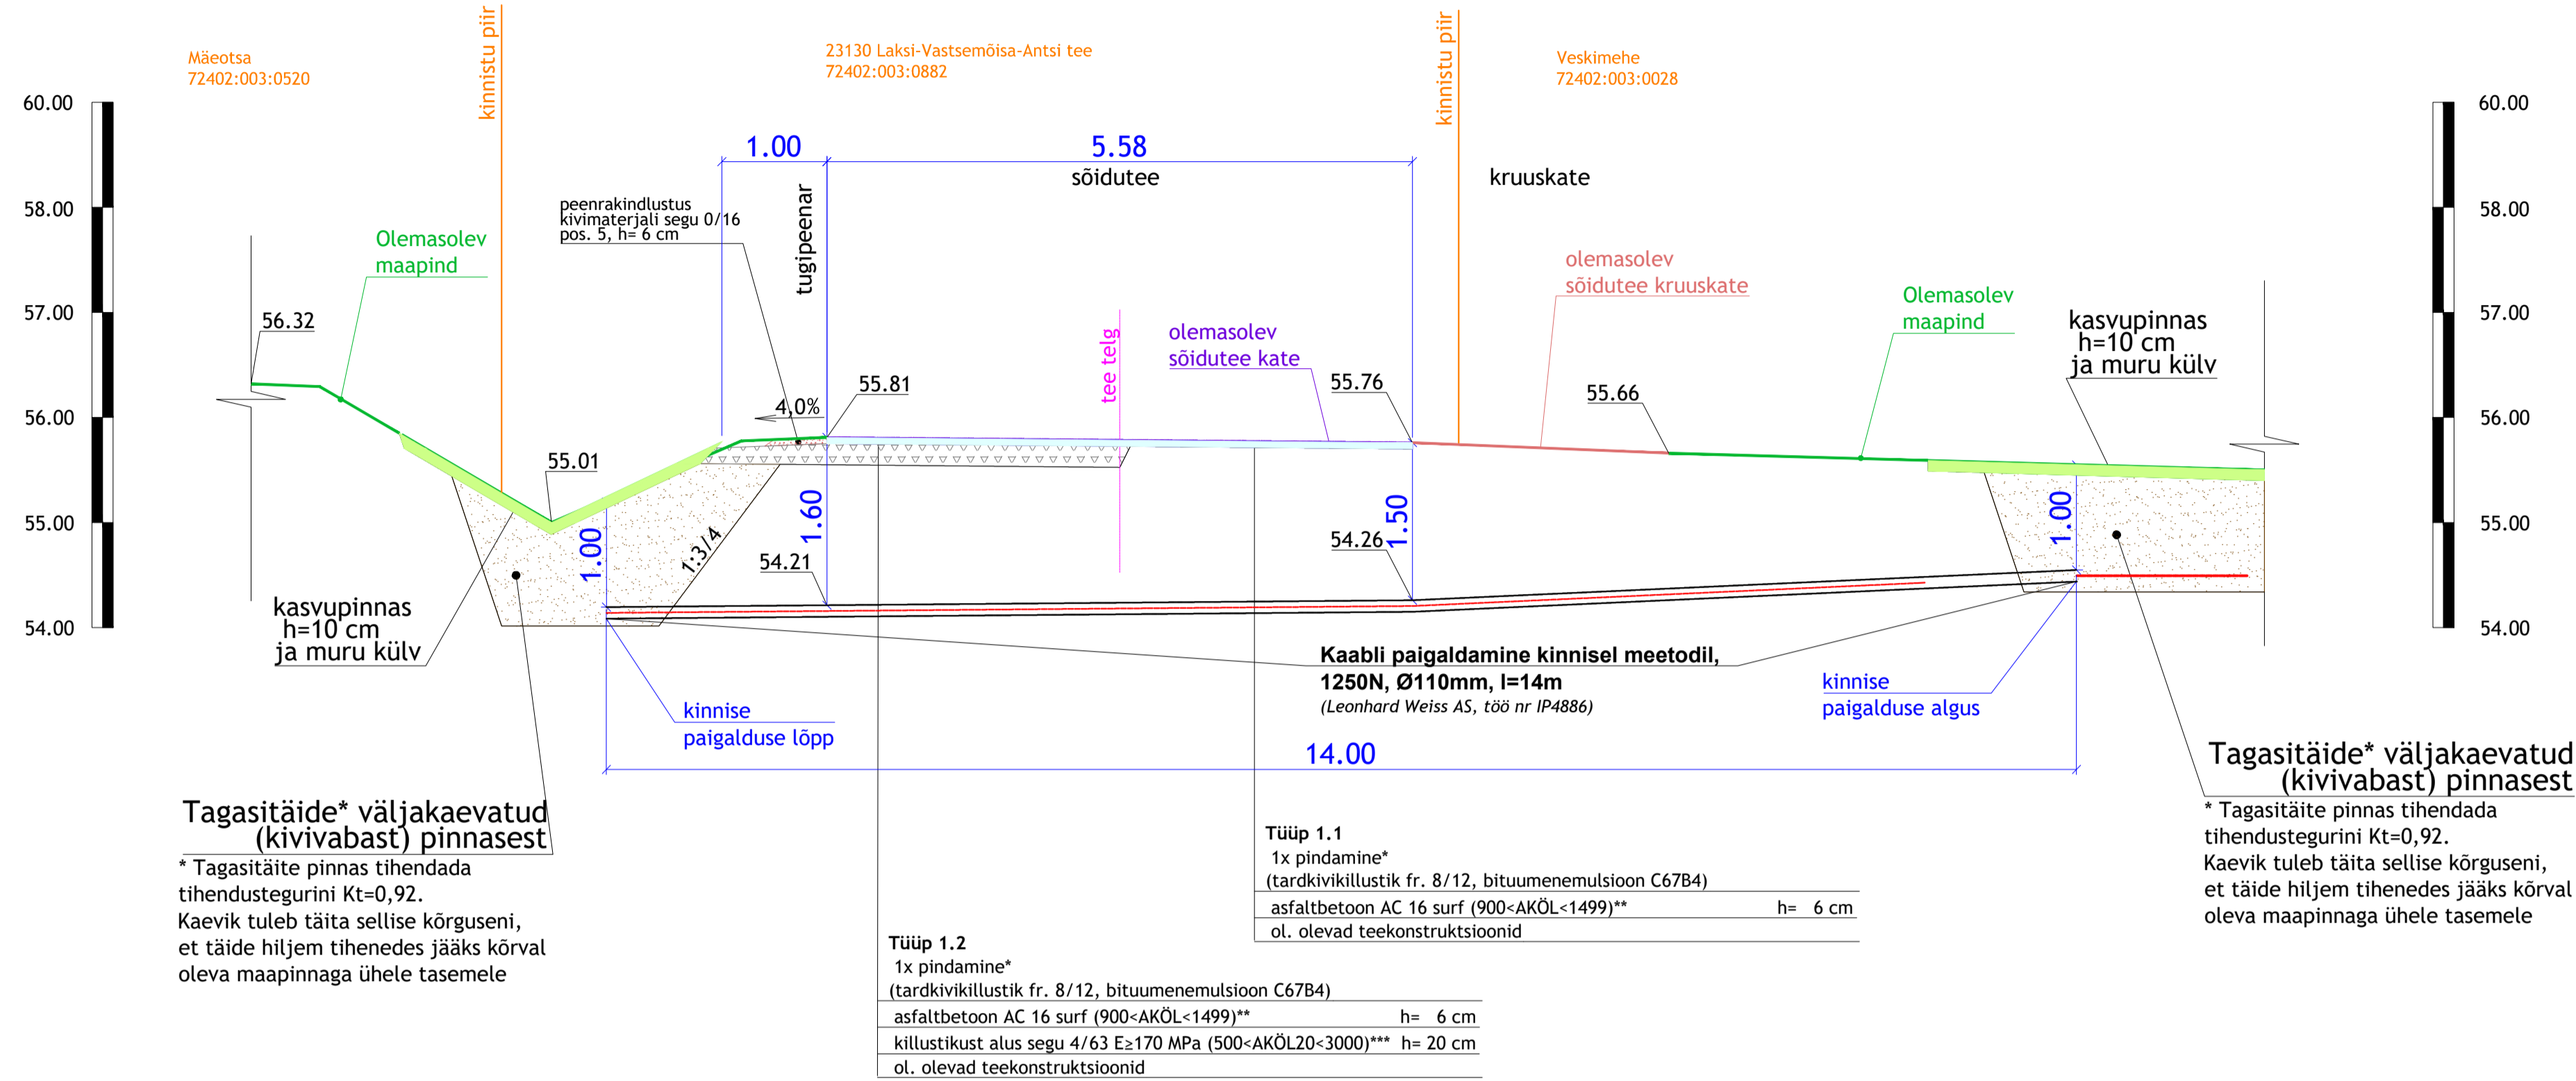 Mäeotsa
72402:003:0520
kinnistu piir
23130 Laksi-Vastsemõisa-Antsi tee
72402:003:0882
kinnistu piir
Veskimehe
72402:003:0028
60.00
58.00
57.00
56.00
55.00
54.00
60.00
58.00
57.00
56.00
55.00
54.00
1.00
5.58
sõidutee
kruuskate
peenrakindlustus
kivimaterjali segu 0/16
pos. 5, h= 6 cm
tugipeenar
Olemasolev
maapind
56.32
55.01
4,0%
55.81
tee telg
olemasolev
sõidutee kate
55.76
olemasolev
sõidutee kruuskate
55.66
Olemasolev
maapind
kasvupinnas
h=10 cm
ja muru külv
1.00
1:3/4
1.60
54.21
54.26
1.50
1.00
kasvupinnas
h=10 cm
ja muru külv
Kaabli paigaldamine kinnisel meetodil,
1250N, Ø110mm, l=14m
(Leonhard Weiss AS, töö nr IP4886)
kinnise
paigalduse lõpp
kinnise
paigalduse algus
14.00
Tagasitäide* väljakaevatud
(kivivabast) pinnasest
* Tagasitäite pinnas tihendada
tihendustegurini Kt=0,92.
Kaevik tuleb täita sellise kõrguseni,
et täide hiljem tihenedes jääks kõrval
oleva maapinnaga ühele tasemele
Tagasitäide* väljakaevatud
(kivivabast) pinnasest
* Tagasitäite pinnas tihendada
tihendustegurini Kt=0,92.
Kaevik tuleb täita sellise kõrguseni,
et täide hiljem tihenedes jääks kõrval
oleva maapinnaga ühele tasemele
Tüüp 1.1
1x pindamine*
(tardkivikillustik fr. 8/12, bituumenemulsioon C67B4)
asfaltbetoon AC 16 surf (900<AKÖL<1499)** h= 6 cm
ol. olevad teekonstruktsioonid
Tüüp 1.2
1x pindamine*
(tardkivikillustik fr. 8/12, bituumenemulsioon C67B4)
asfaltbetoon AC 16 surf (900<AKÖL<1499)** h= 6 cm
killustikust alus segu 4/63 E≥170 MPa (500<AKÖL20<3000)*** h= 20 cm
ol. olevad teekonstruktsioonid